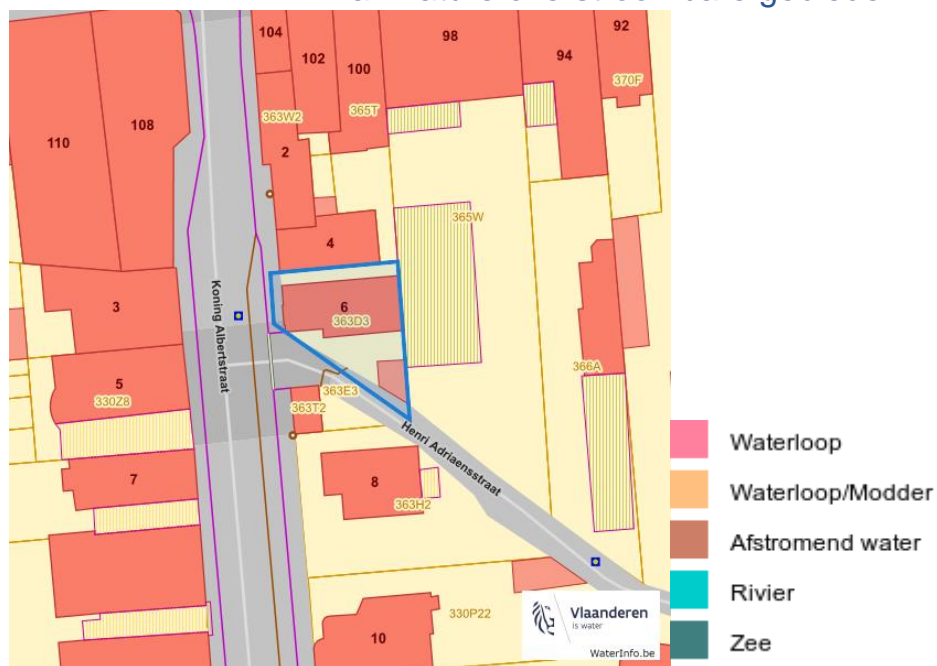 104
102
100
98
94
92
370F
365T
363W2
110
108
2
365W
4
6
363D3
3
Koning Albertstraat
5
330Z8
366A
363E3
363T2
Henri Adriaensstraat
7
8
363H2
330P22
10
Vlaanderen
is water
WaterInfo.be
Waterloop
Waterloop/Modder
Afstromend water
Rivier
Zee